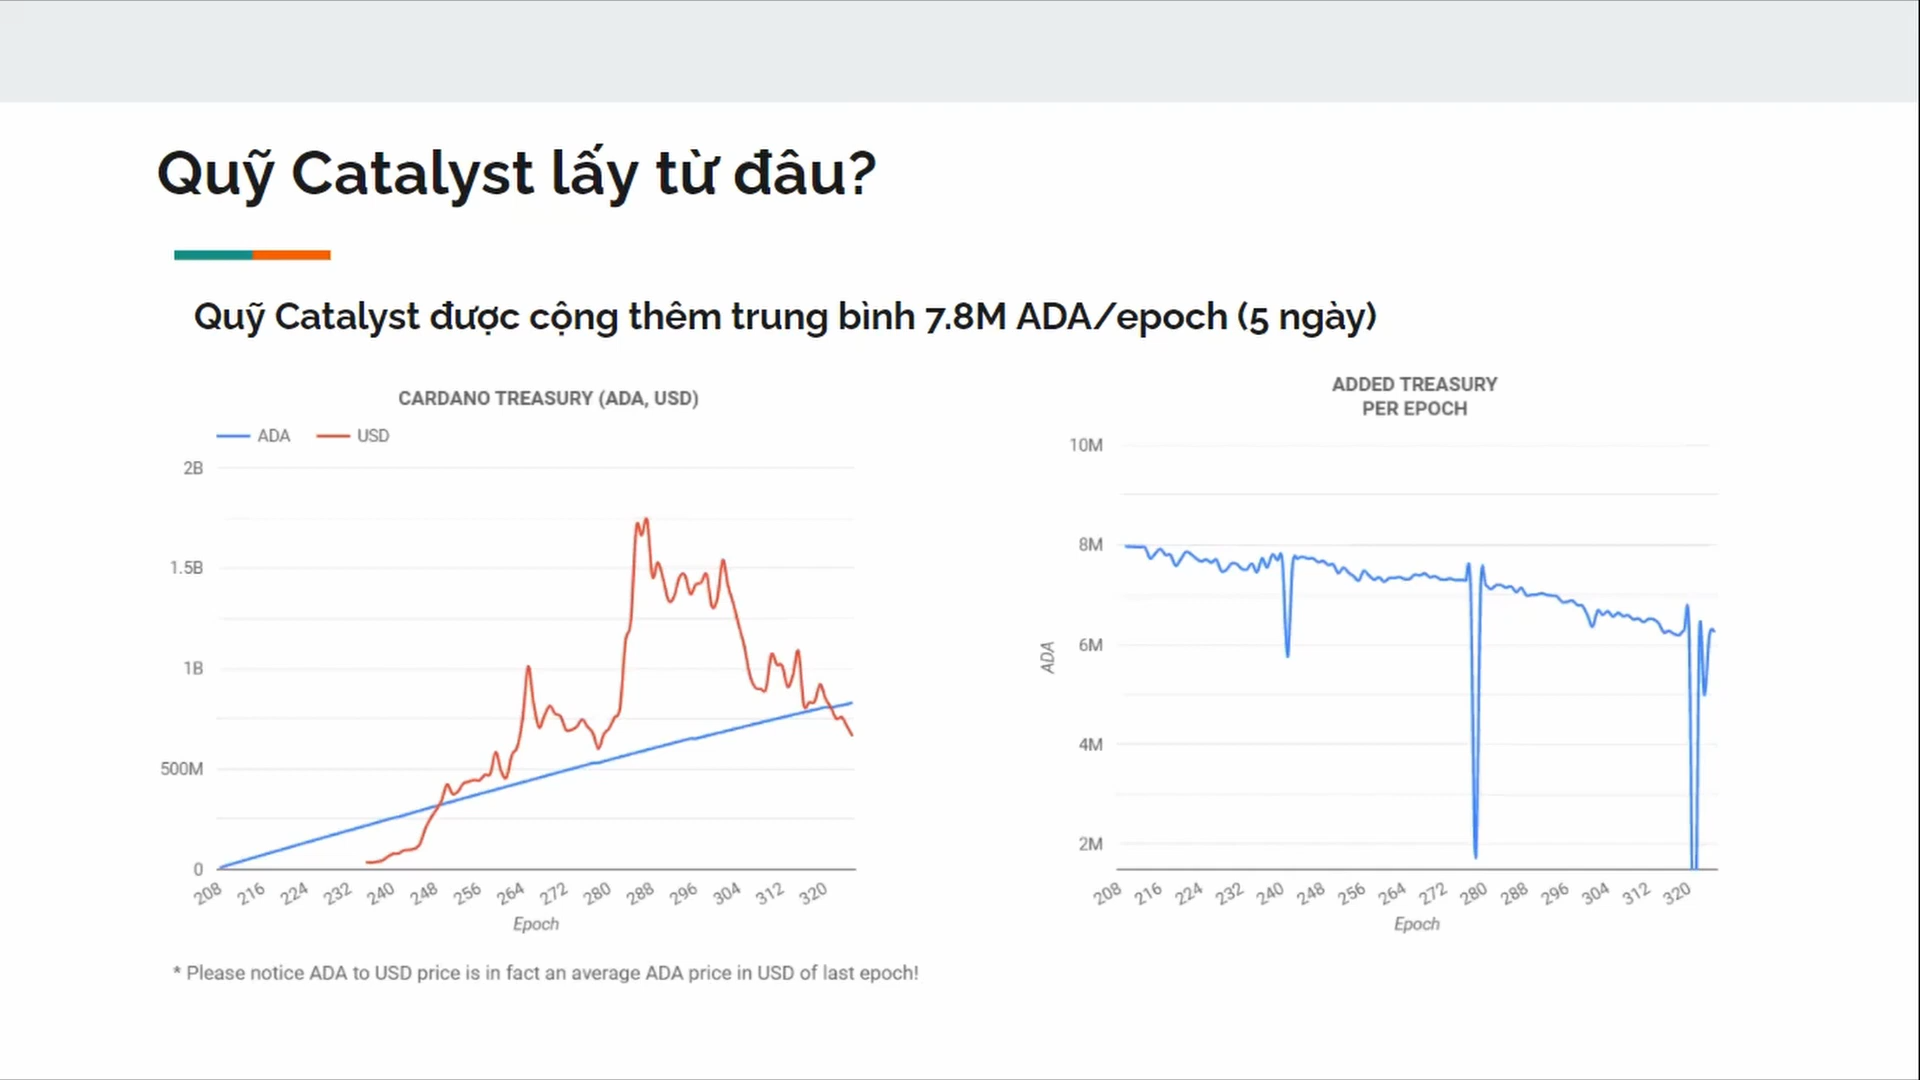 Quỹ Catalyst lấy từ đâu?
Quỹ Catalyst được cộng thêm trung bình 7.8M ADA/epoch (5 ngày)
CARDANO TREASURY (ADA, USD)
ADA USD
2B
1.5B
1B
500M
0
208 216 224 232 240 248 256 264 272 280 288 296 304 312 320
Epoch
* Please notice ADA to USD price is in fact an average ADA price in USD of last epoch!
ADDED TREASURY
PER EPOCH
10M
8M
6M
4M
2M
ADA
208 216 224 232 240 248 256 264 272 280 288 296 304 312 320
Epoch